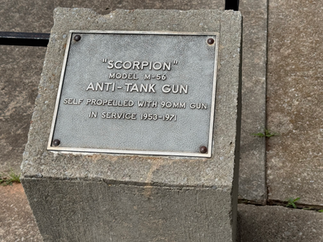 "SCORPION"
MODEL M-56
ANTI-TANK GUN
SELF PROPELLED WITH 90MM GUN
IN SERVICE 1953-1971